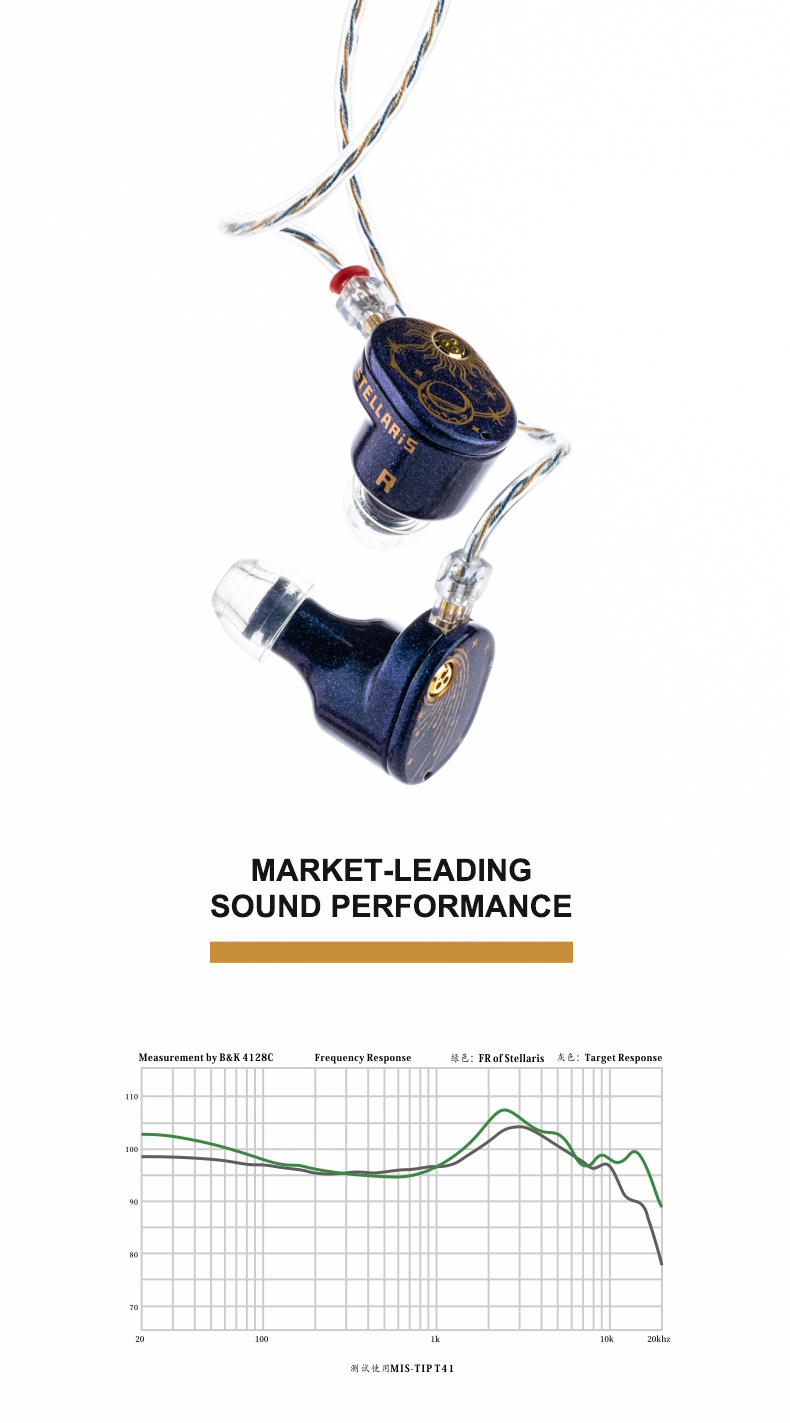 STELLARiS
R
MARKET-LEADING
SOUND PERFORMANCE
Measurement by B&K 4128C Frequency Response 绿色：FR of Stellaris 灰色：Target Response
110
100
90
80
70
20 100 1k 10k 20khz
测试使用MIS-TIP T41